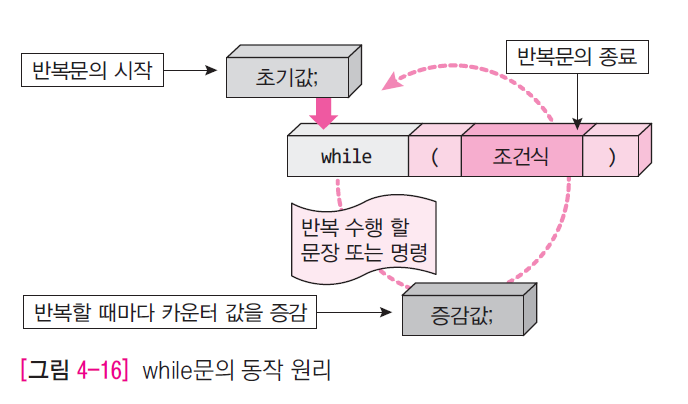 반복문의 시작
초기값;
반복문의 종료
while ( 조건식 )
반복 수행 할
문장 또는 명령
반복할 때마다 카운터 값을 증감
증감값;
[그림 4-16] while문의 동작 원리